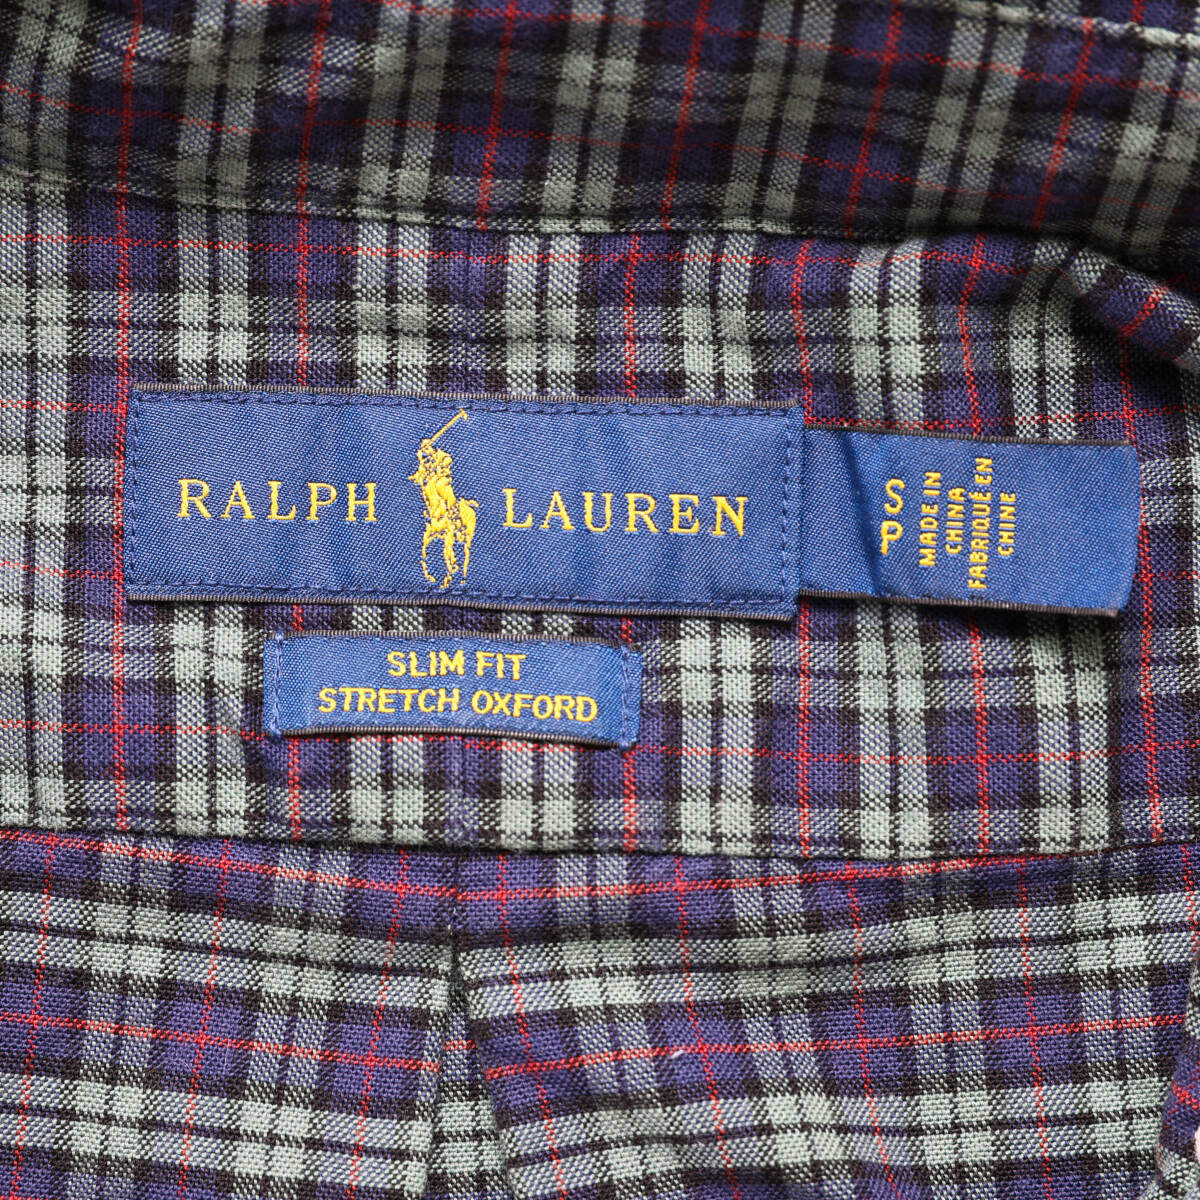 RALPH LAUREN
SLIM FIT
STRETCH OXFORD
S
P
MADE IN
CHINA
FABRIQUÉ EN
CHINE